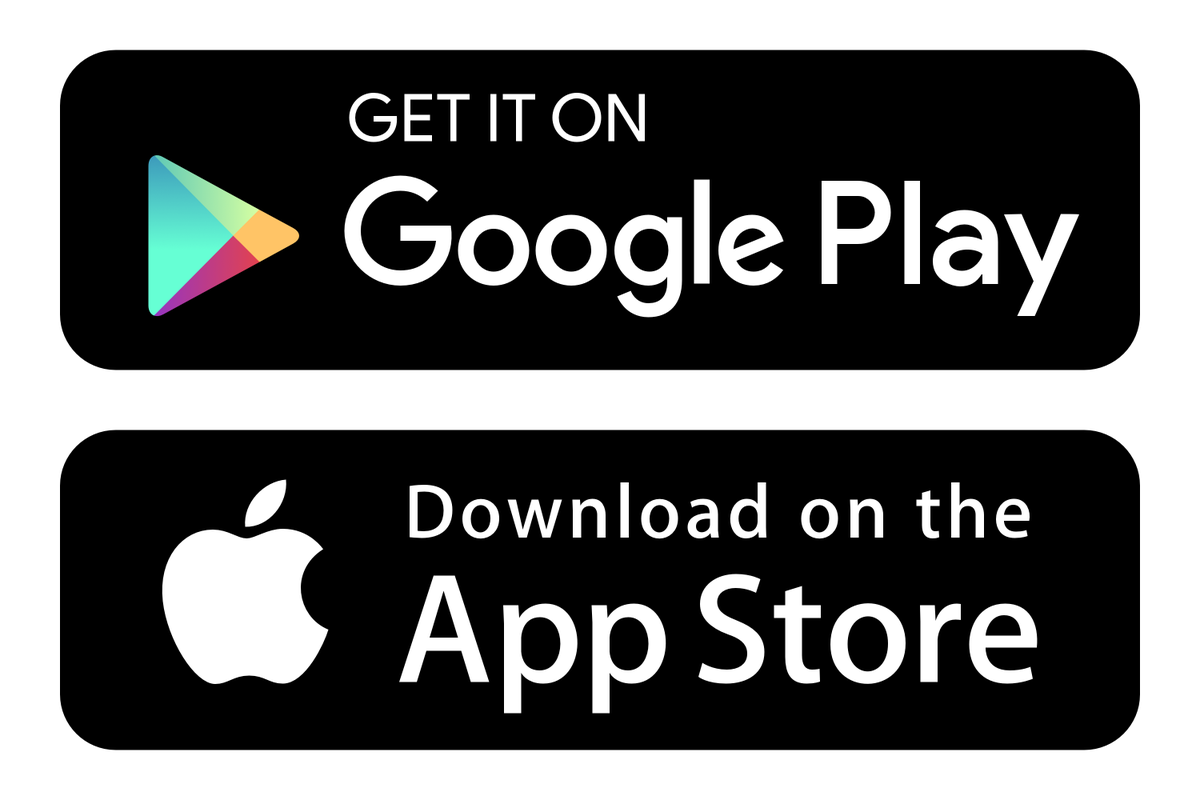 GET IT ON
Google Play
Download on the
App Store